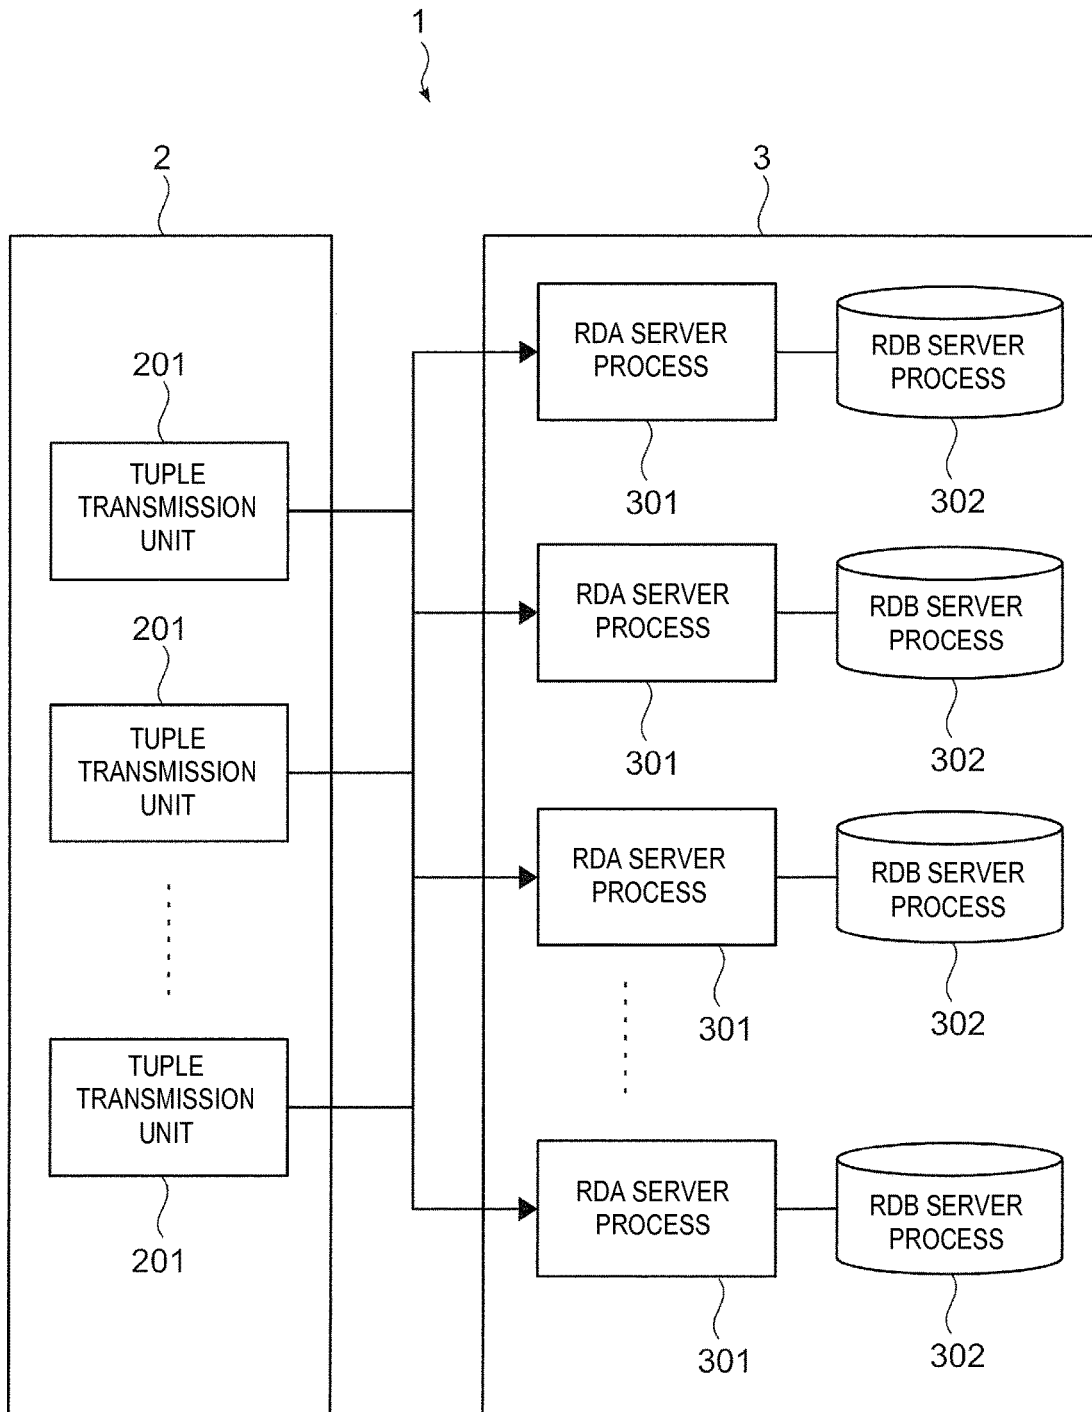 1
2
3
RDA SERVER
PROCESS
301
RDB SERVER
PROCESS
302
201
TUPLE
TRANSMISSION
UNIT
RDA SERVER
PROCESS
301
RDB SERVER
PROCESS
302
201
TUPLE
TRANSMISSION
UNIT
RDA SERVER
PROCESS
301
RDB SERVER
PROCESS
302
TUPLE
TRANSMISSION
UNIT
201
RDA SERVER
PROCESS
301
RDB SERVER
PROCESS
302